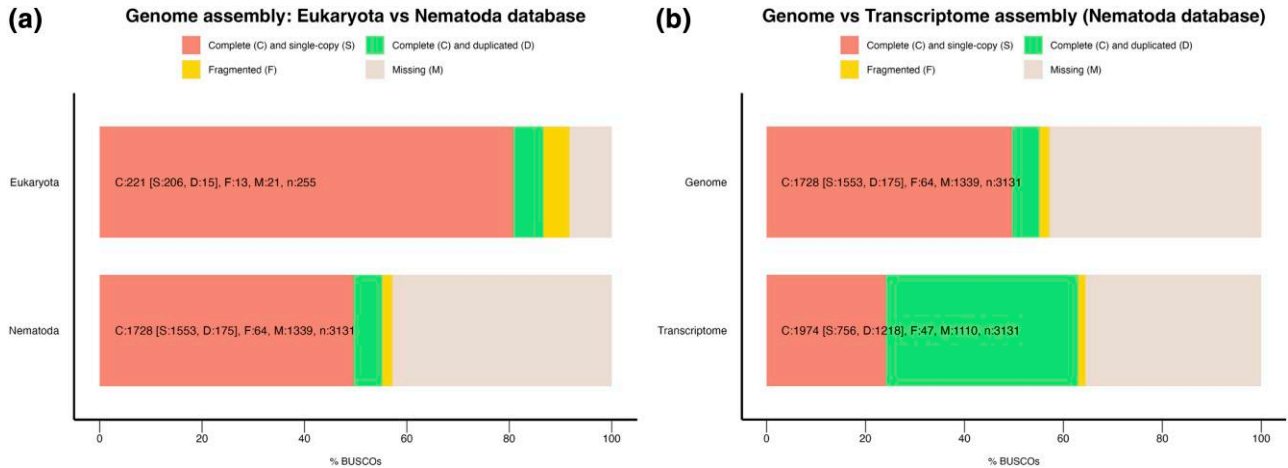 (a)
Genome assembly: Eukaryota vs Nematoda database
Complete (C) and single-copy (S)
Complete (C) and duplicated (D)
Fragmented (F)
Missing (M)
Eukaryota
C:221 [S:206, D:15], F:13, M:21, n:255
Nematoda
C:1728 [S:1553, D:175], F:64, M:1339, n:3131
0 20 40 60 80 100
% BUSCOs
(b)
Genome vs Transcriptome assembly (Nematoda database)
Complete (C) and single-copy (S)
Complete (C) and duplicated (D)
Fragmented (F)
Missing (M)
Genome
C:1728 [S:1553, D:175], F:64, M:1339, n:3131
Transcriptome
C:1974 [S:756, D:1218], F:47, M:1110, n:3131
0 20 40 60 80 100
% BUSCOs